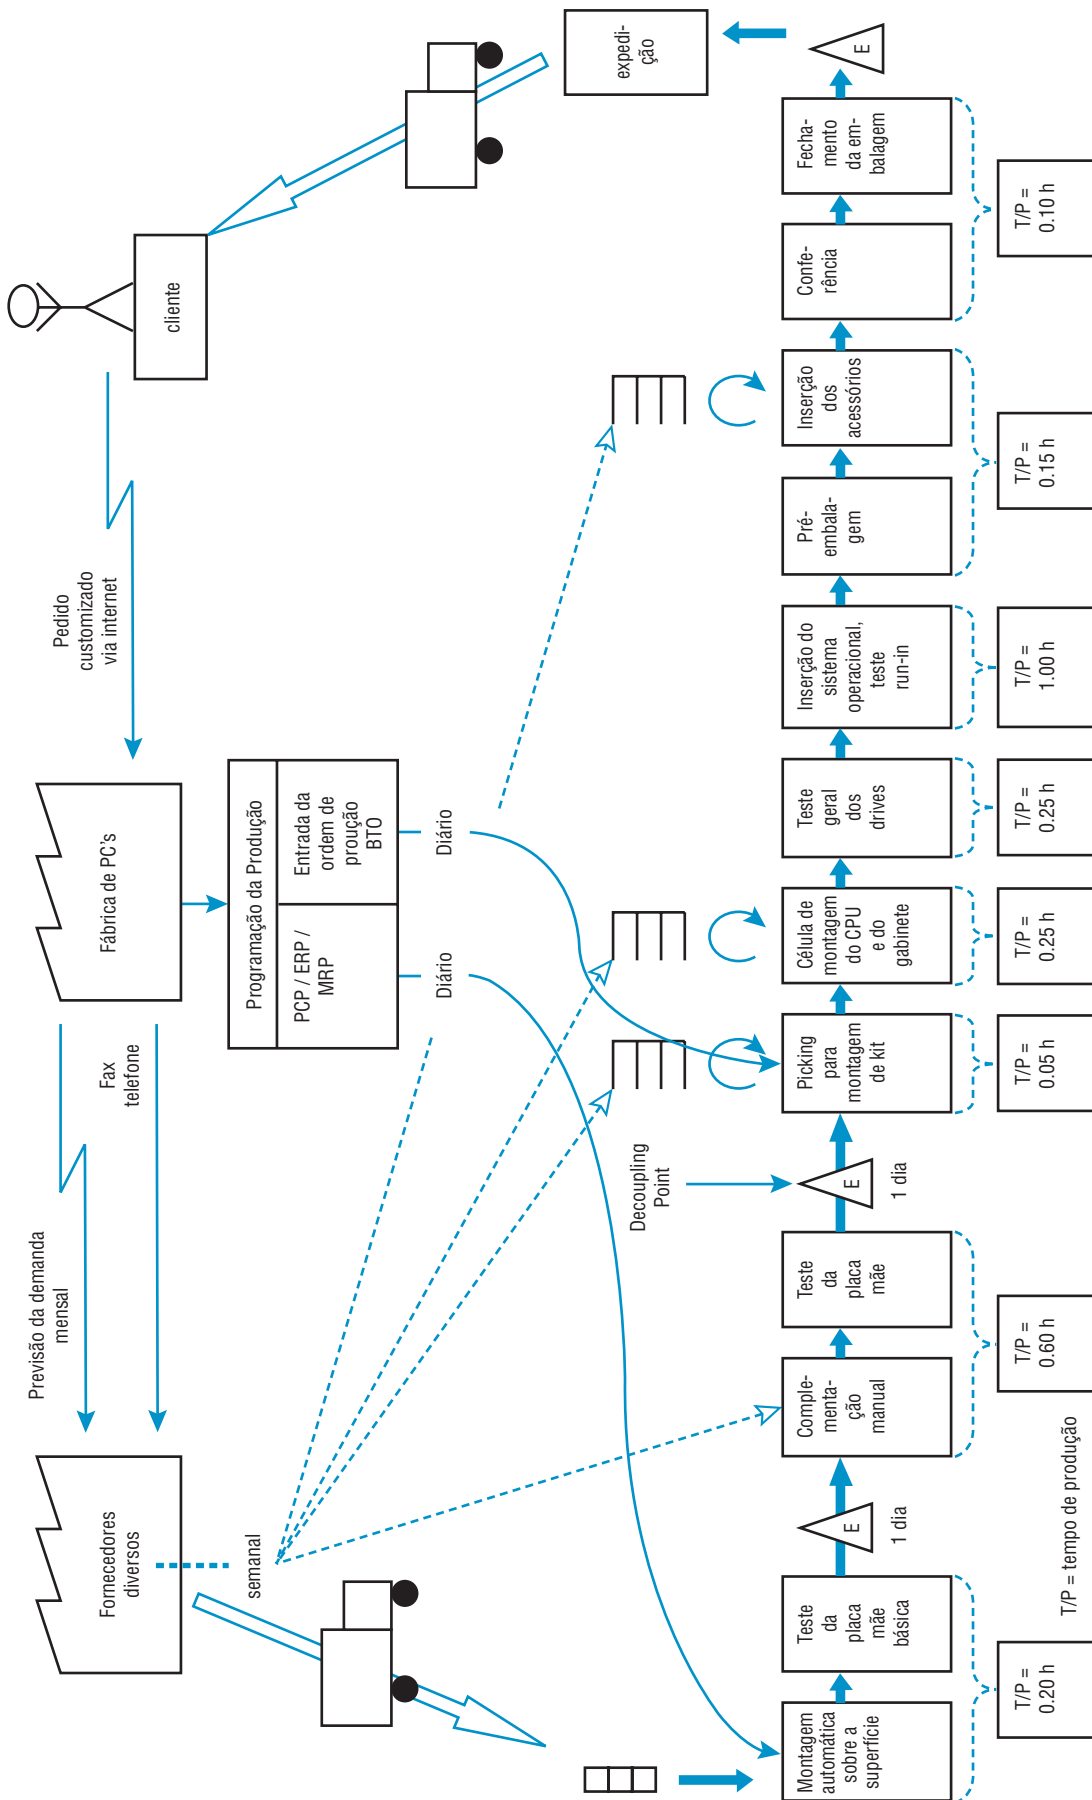 Fornecedores
diversos
Previsão da demanda
mensal
Fax
telefone
Fábrica de PC's
Pedido
customizado
via internet
cliente
semanal
Programação da Produção
PCP / ERP /
MRP
Entrada da
ordem de
proução
BTO
Diário
Diário
expedi-
ção
Decoupling
Point
Montagem
automática
sobre a
superfície
Teste
da
placa
mãe
básica
E
1 dia
Comple-
menta-
ção
manual
Teste
da
placa
mãe
E
1 dia
Picking
para
montagem
de kit
Célula de
montagem
do CPU
e do
gabinete
Teste
geral
dos
drives
Inserção do
sistema
operacional,
teste
run-in
Pré-
embala-
gem
Inserção
dos
acessórios
Confe-
rência
Fecha-
mento
da em-
balagem
E
T/P =
0.20 h
T/P =
0.60 h
T/P =
0.05 h
T/P =
0.25 h
T/P =
0.25 h
T/P =
1.00 h
T/P =
0.15 h
T/P =
0.10 h
T/P = tempo de produção